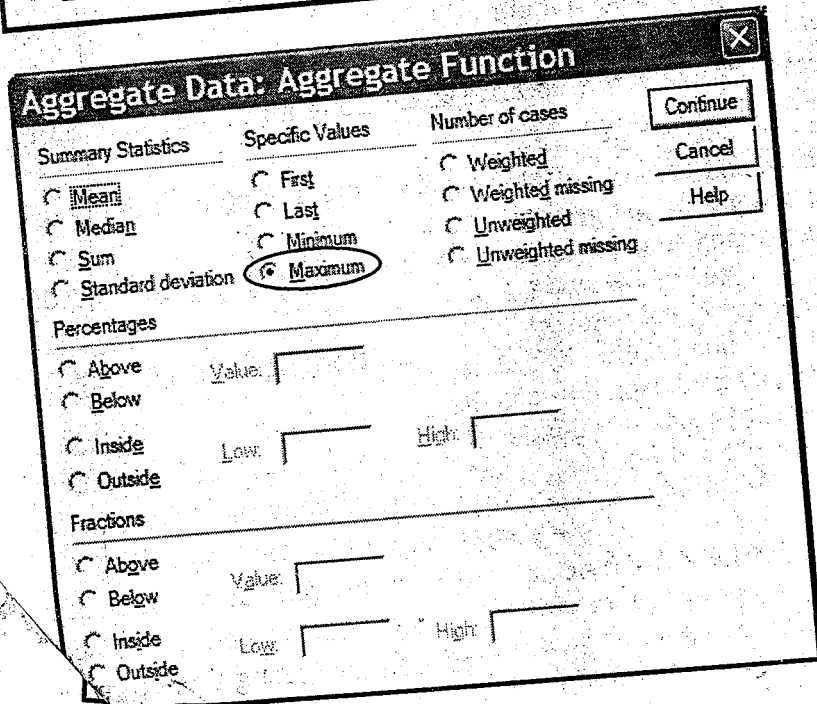 Aggregate Data: Aggregate Function
Summary Statistics
Mean
Median
Sum
Standard deviation
Specific Values
First
Last
Minimum
Maximum
Number of cases
Weighted
Weighted missing
Unweighted
Unweighted missing
Continue
Cancel
Help
Percentages
Above
Below
Value:
Inside
Outside
Low:
High:
Fractions
Above
Below
Value:
Inside
Outside
Low:
High: